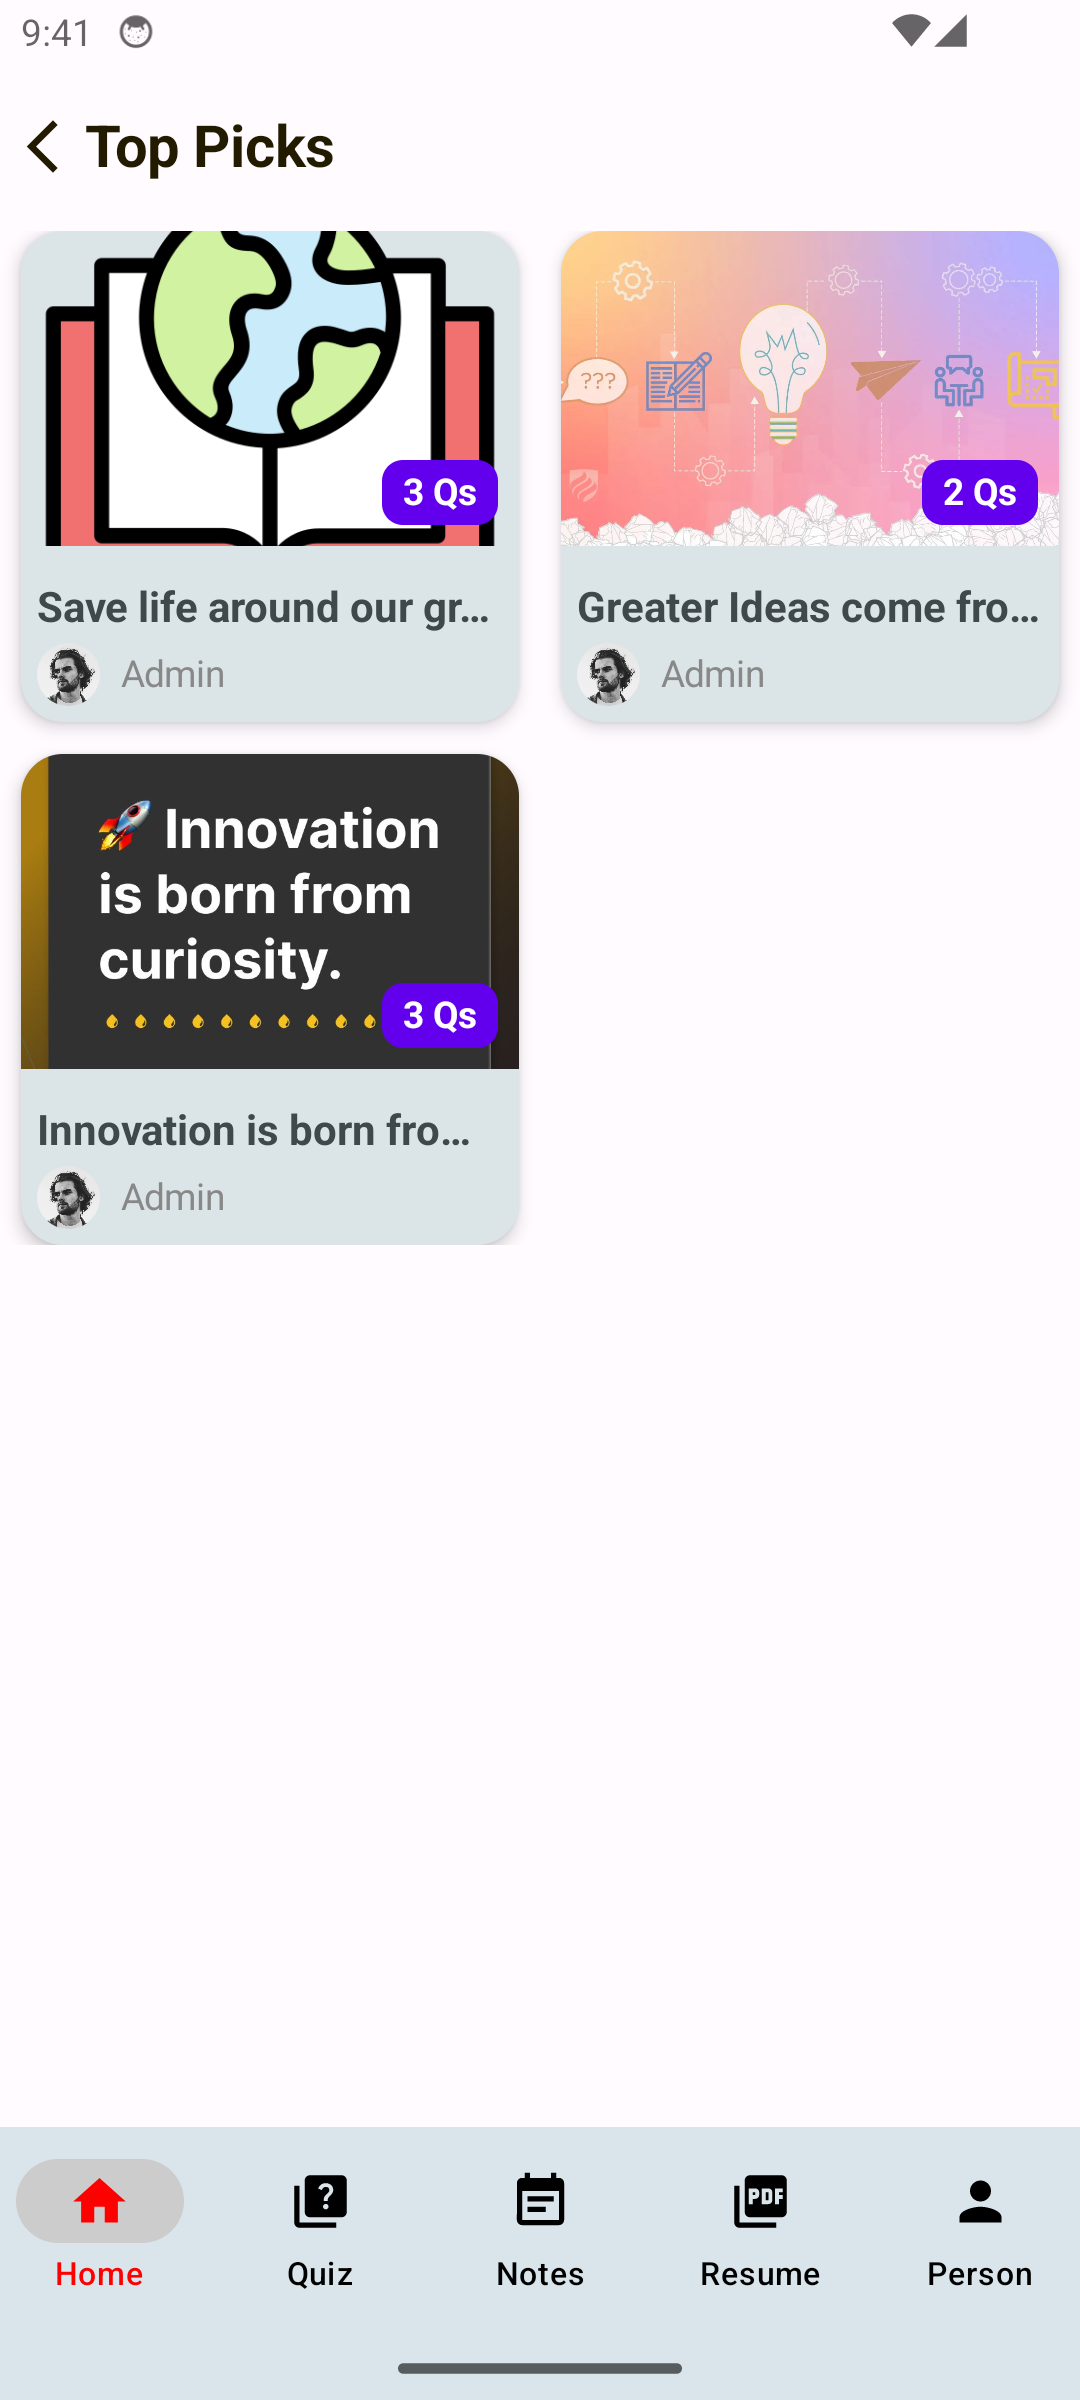 9:41
Top Picks
3 Qs
Save life around our gr...
Admin
???
2 Qs
Greater Ideas come fro...
Admin
🚀 Innovation
is born from
curiosity.
3 Qs
Innovation is born fro...
Admin
Home
?
Quiz
Notes
PDF
Resume
Person